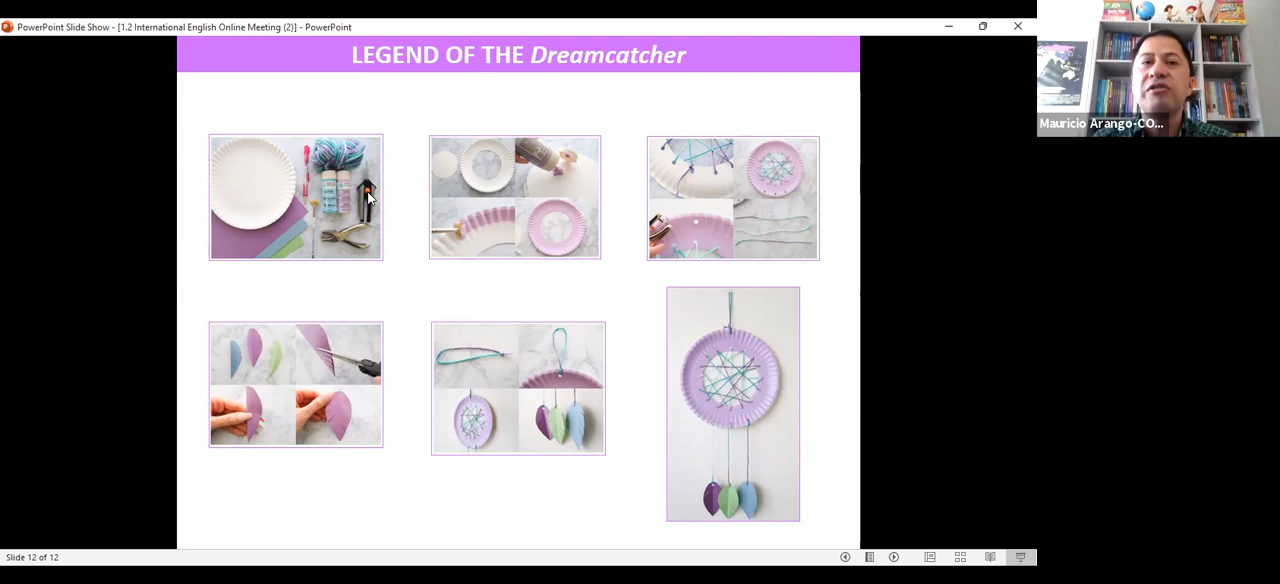 PowerPoint Slide Show - [1.2 International English Online Meeting (2)] - PowerPoint
LEGEND OF THE Dreamcatcher
Mauricio Arango-CO...
Slide 12 of 12